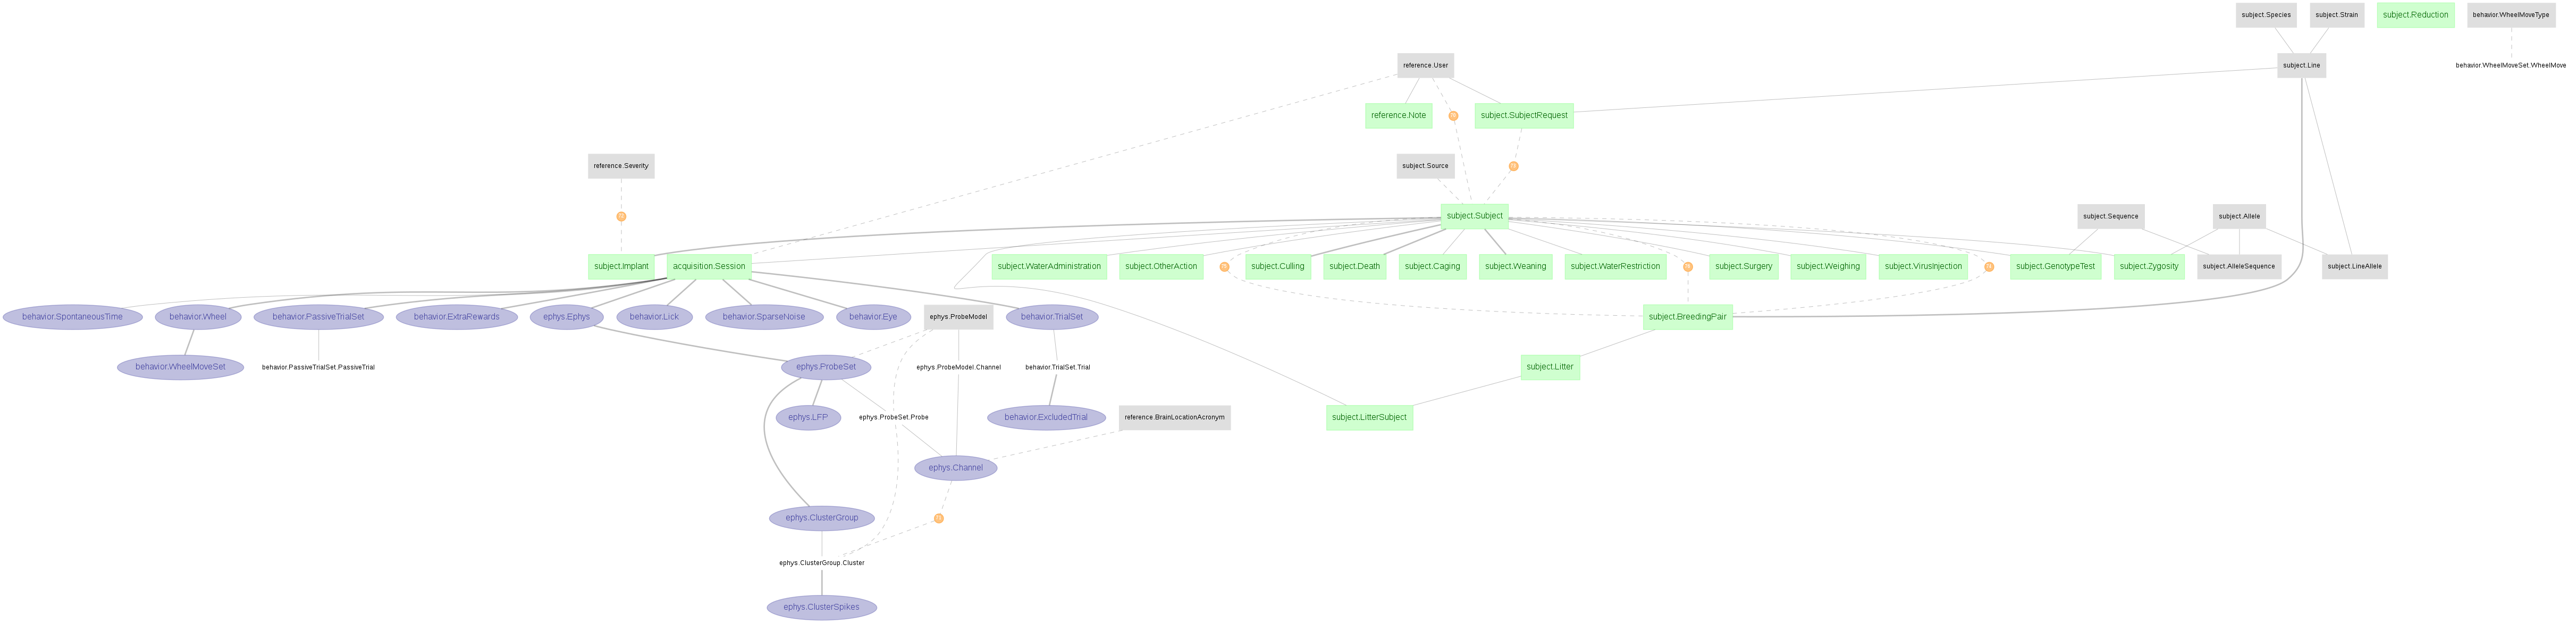 subject.Species
subject.Strain
subject.Reduction
behavior.WheelMoveType
reference.User
subject.Line
behavior.WheelMoveSet.WheelMove
reference.Note
subject.SubjectRequest
reference.Severity
subject.Source
subject.Subject
subject.Sequence
subject.Allele
subject.Implant
acquisition.Session
subject.WaterAdministration
subject.OtherAction
subject.Culling
subject.Death
subject.Caging
subject.Weaning
subject.WaterRestriction
subject.Surgery
subject.Weighing
subject.VirusInjection
subject.GenotypeTest
subject.Zygosity
subject.AlleleSequence
subject.LineAllele
behavior.SpontaneousTime
behavior.Wheel
behavior.PassiveTrialSet
behavior.ExtraRewards
ephys.Ephys
behavior.Lick
behavior.SparseNoise
behavior.Eye
ephys.ProbeModel
behavior.TrialSet
subject.BreedingPair
behavior.WheelMoveSet
behavior.PassiveTrialSet.PassiveTrial
ephys.ProbeSet
ephys.ProbeModel.Channel
behavior.TrialSet.Trial
subject.Litter
ephys.LFP
ephys.ProbeSet.Probe
behavior.ExcludedTrial
reference.BrainLocationAcronym
subject.LitterSubject
ephys.Channel
ephys.ClusterGroup
ephys.ClusterGroup.Cluster
ephys.ClusterSpikes